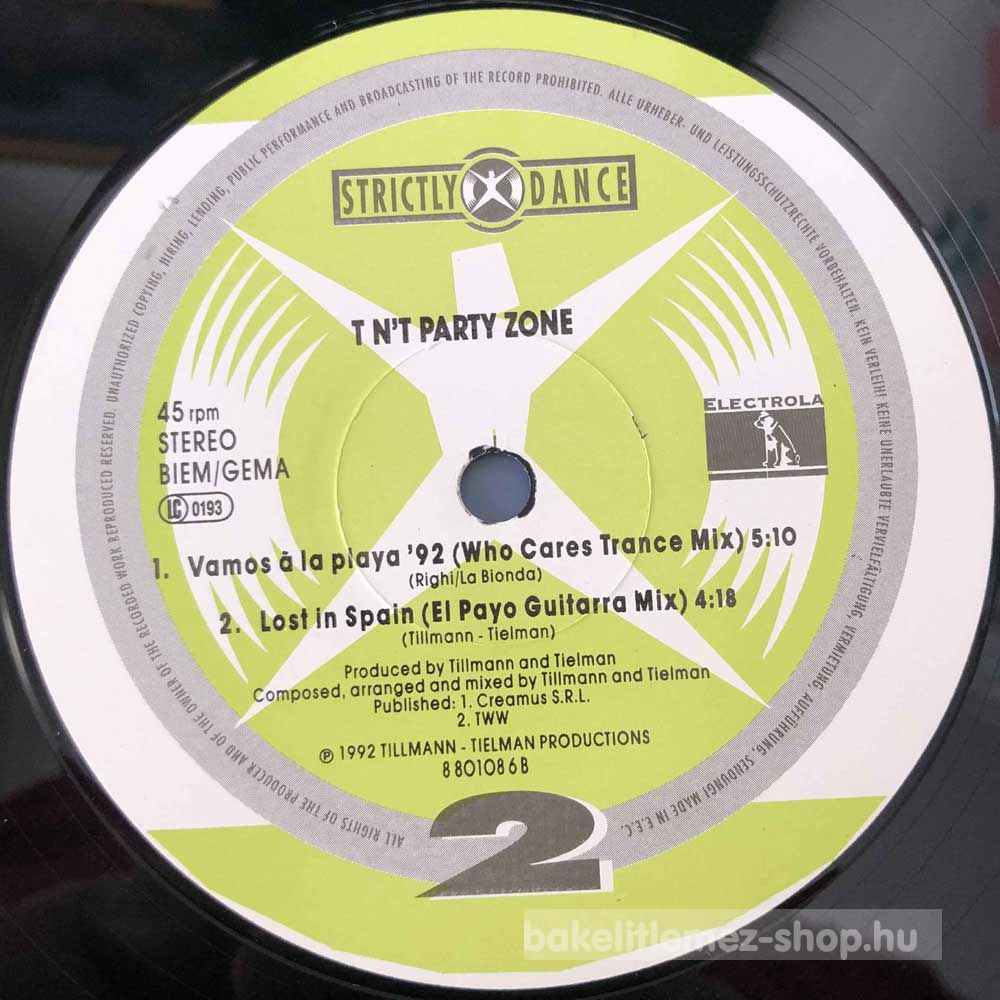 ALL RIGHTS OF THE PRODUCER AND OF THE OWNER OF THE RECORDED WORK REPRODUCED RESERVED. UNAUTHORIZED COPYING, HIRING, LENDING, PUBLIC PERFORMANCE AND BROADCASTING OF THE RECORD PROHIBITED. ALLE URHEBER- UND LEISTUNGSSCHUTZRECHTE VORBEHALTEN. KEIN VERLEIH! KEINE UNERLAUBTE VERVIELFÄLTIGUNG, VERMIETUNG, AUFFÜHRUNG, SENDUNG! MADE IN E.E.C.
STRICTLY DANCE
T N'T PARTY ZONE
ELECTROLA
45 rpm
STEREO
BIEM/GEMA
LC 0193
1. Vamos â la playa '92 (Who Cares Trance Mix) 5:10
(Righi/La Bionda)
2. Lost in Spain (El Payo Guitarra Mix) 4:18
(Tillmann - Tielman)
Produced by Tillmann and Tielman
Composed, arranged and mixed by Tillmann and Tielman
Published: 1. Creamus S.R.L.
2. TWW
℗ 1992 TILLMANN - TIELMAN PRODUCTIONS
8 801086 B
2
bakelitlemez-shop.hu